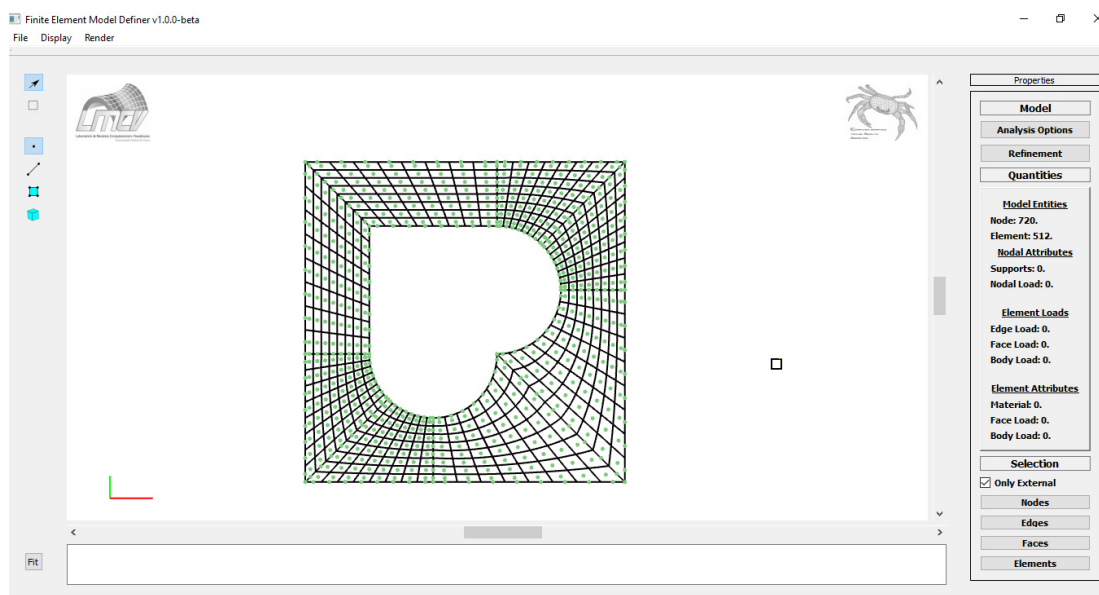 Finite Element Model Definer v1.0.0-beta
File Display Render
Properties
Model
Analysis Options
Refinement
Quantities
Model Entities
Node: 720.
Element: 512.
Nodal Attributes
Supports: 0.
Nodal Load: 0.
Element Loads
Edge Load: 0.
Face Load: 0.
Body Load: 0.
Element Attributes
Material: 0.
Face Load: 0.
Body Load: 0.
Selection
Only External
Nodes
Edges
Faces
Elements
Fit